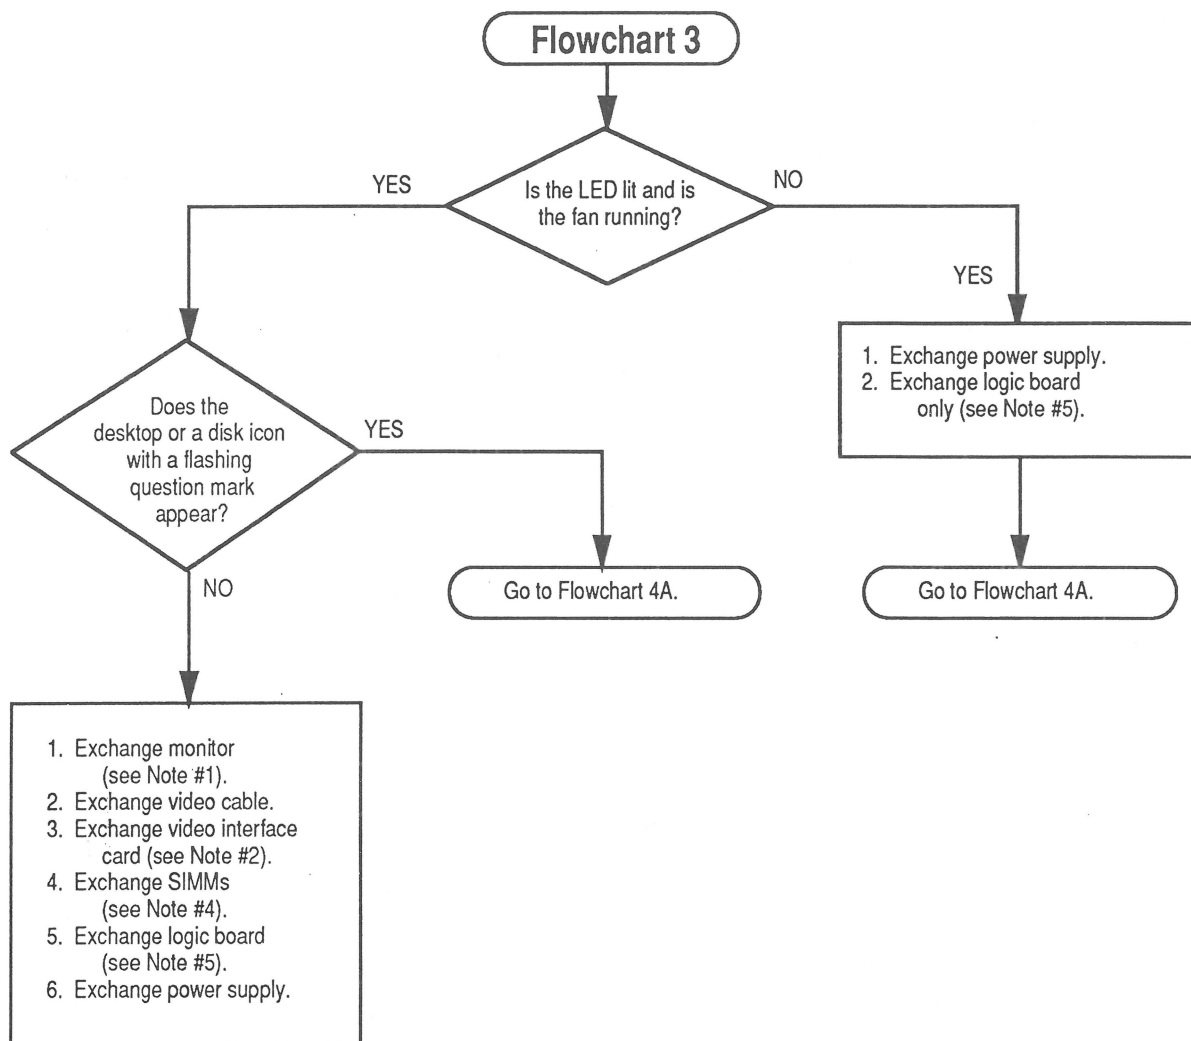 Flowchart 3
Is the LED lit and is
the fan running?
YES
NO
YES
1. Exchange power supply.
2. Exchange logic board
only (see Note #5).
Go to Flowchart 4A.
Does the
desktop or a disk icon
with a flashing
question mark
appear?
YES
Go to Flowchart 4A.
NO
1. Exchange monitor
(see Note #1).
2. Exchange video cable.
3. Exchange video interface
card (see Note #2).
4. Exchange SIMMs
(see Note #4).
5. Exchange logic board
(see Note #5).
6. Exchange power supply.